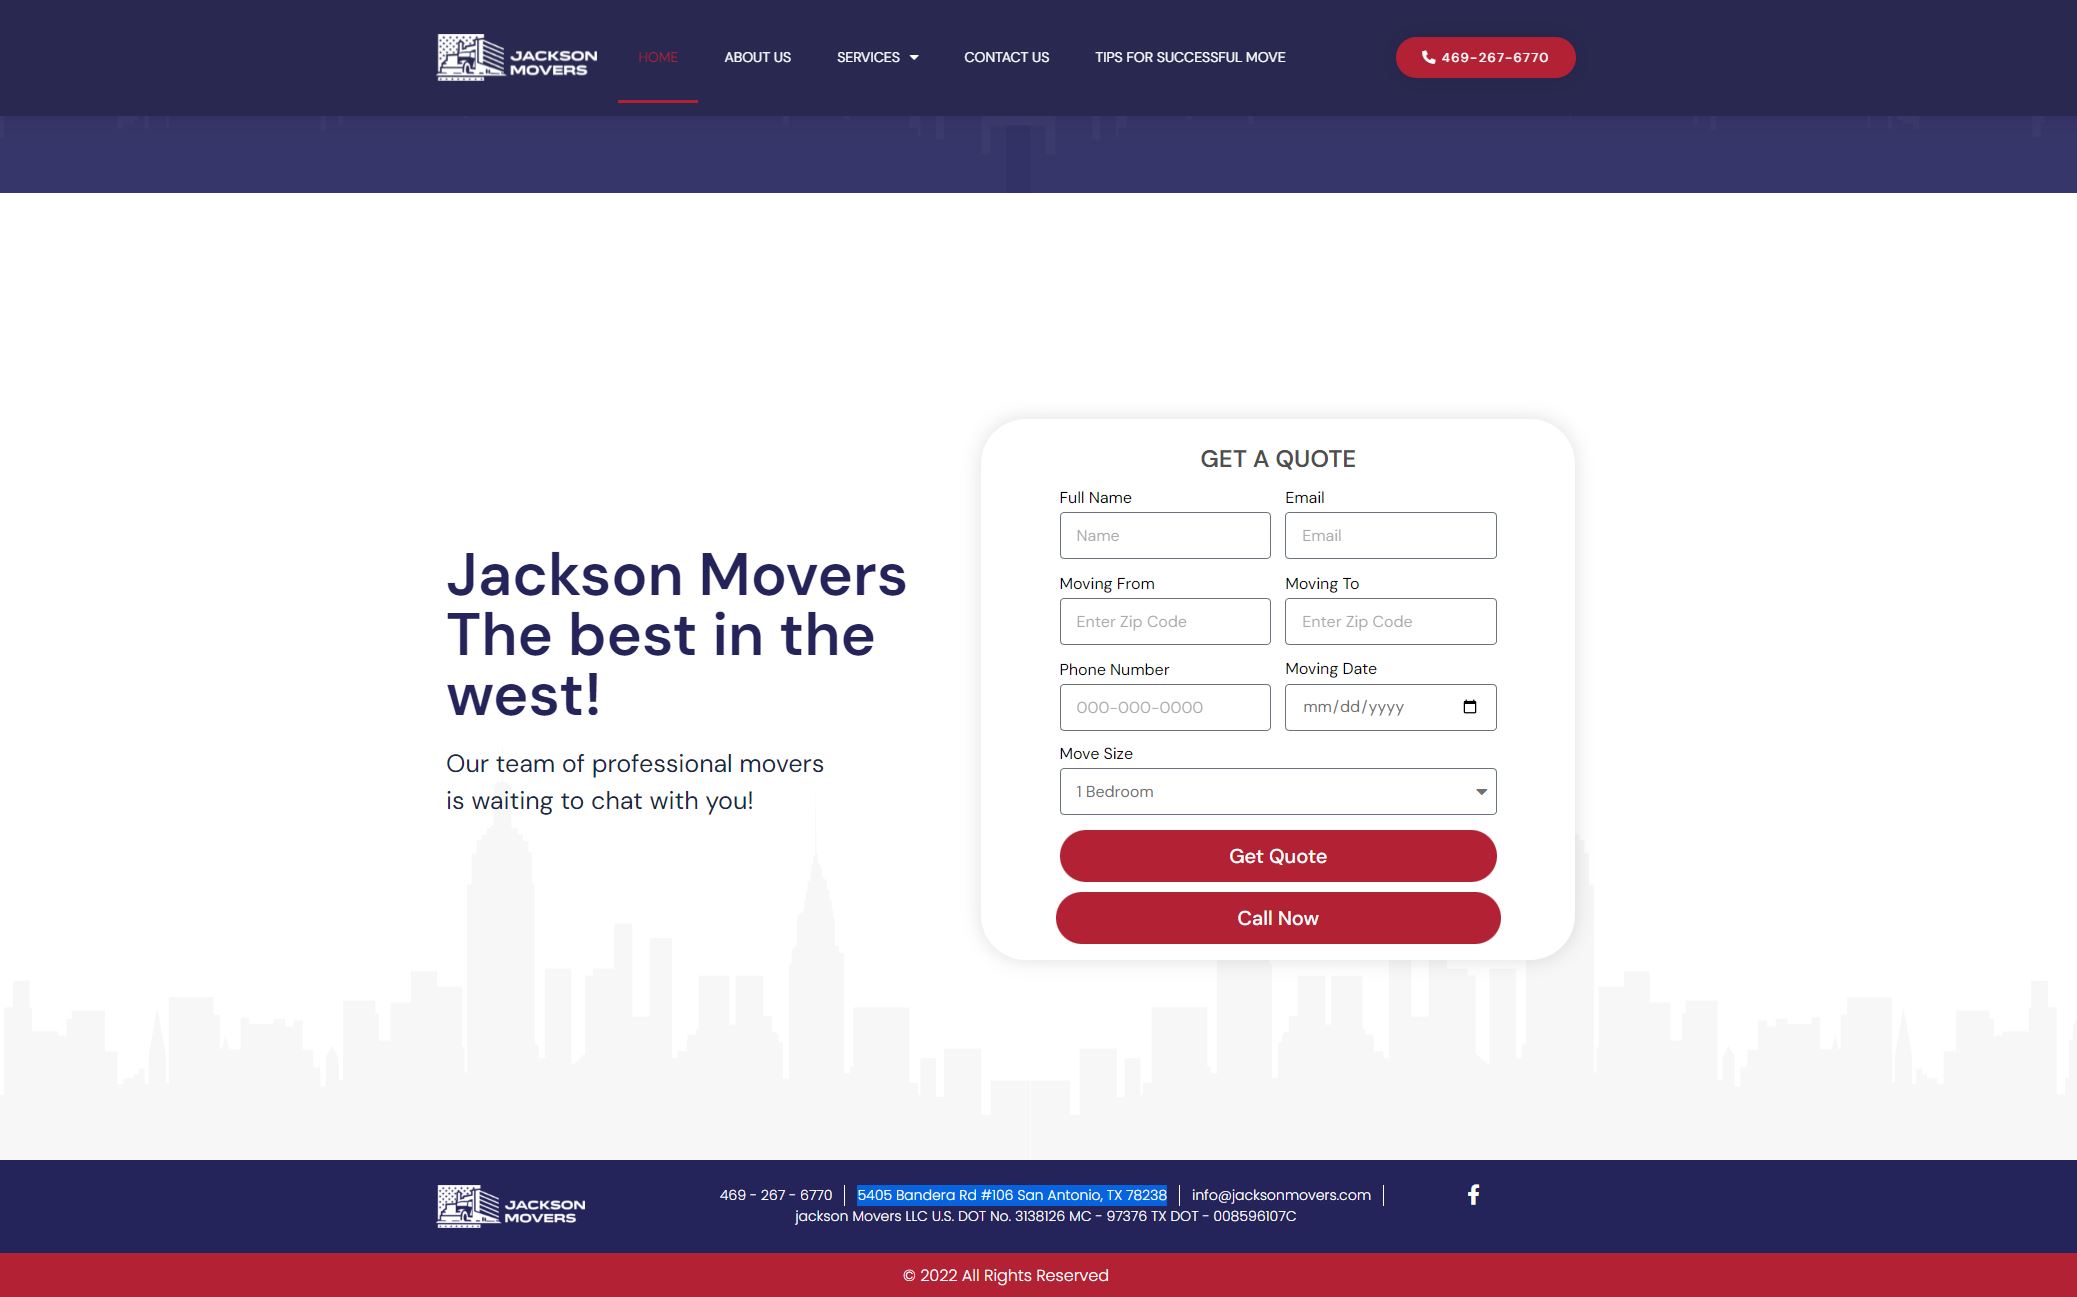 JACKSON
MOVERS
HOME
ABOUT US
SERVICES
CONTACT US
TIPS FOR SUCCESSFUL MOVE
469-267-6770
Jackson Movers
The best in the
west!
Our team of professional movers
is waiting to chat with you!
GET A QUOTE
Full Name
Name
Email
Email
Moving From
Enter Zip Code
Moving To
Enter Zip Code
Phone Number
000-000-0000
Moving Date
mm/dd/yyyy
Move Size
1 Bedroom
Get Quote
Call Now
JACKSON
MOVERS
469 - 267 - 6770 | 5405 Bandera Rd #106 San Antonio, TX 78238 | info@jacksonmovers.com |
jackson Movers LLC U.S. DOT No. 3138126 MC - 97376 TX DOT - 008596107C
© 2022 All Rights Reserved